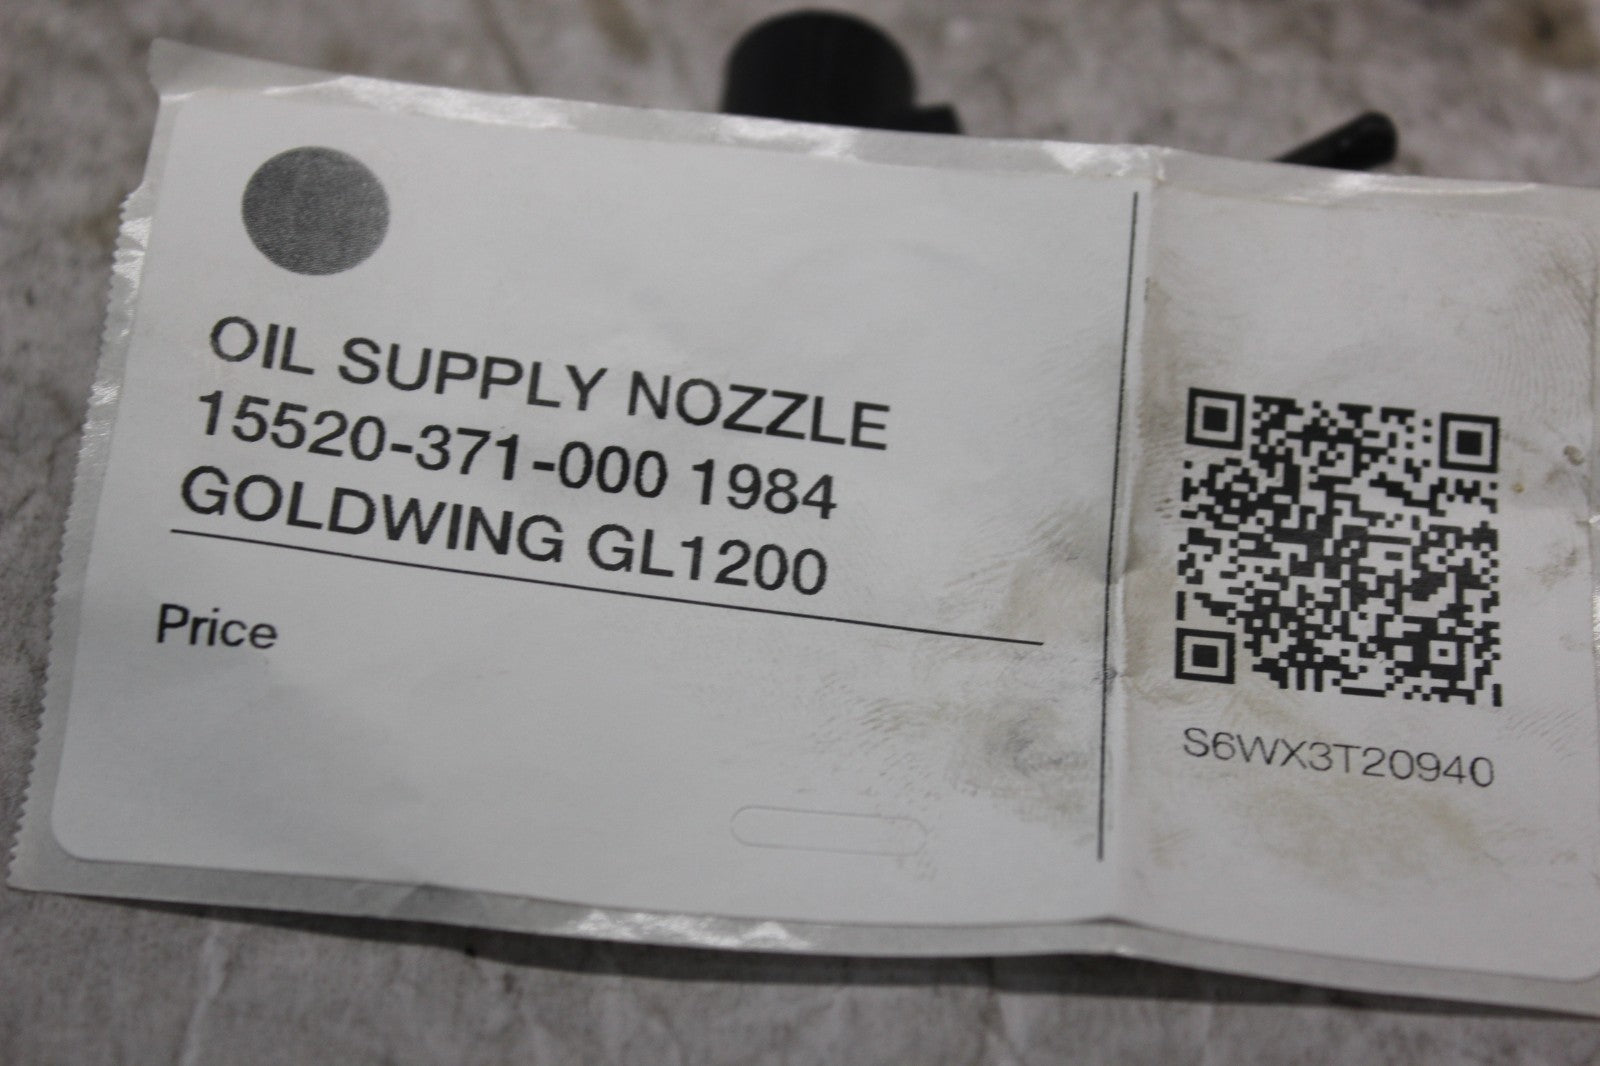 OIL SUPPLY NOZZLE
15520-371-000 1984
GOLDWING GL1200
Price
S6WX3T20940